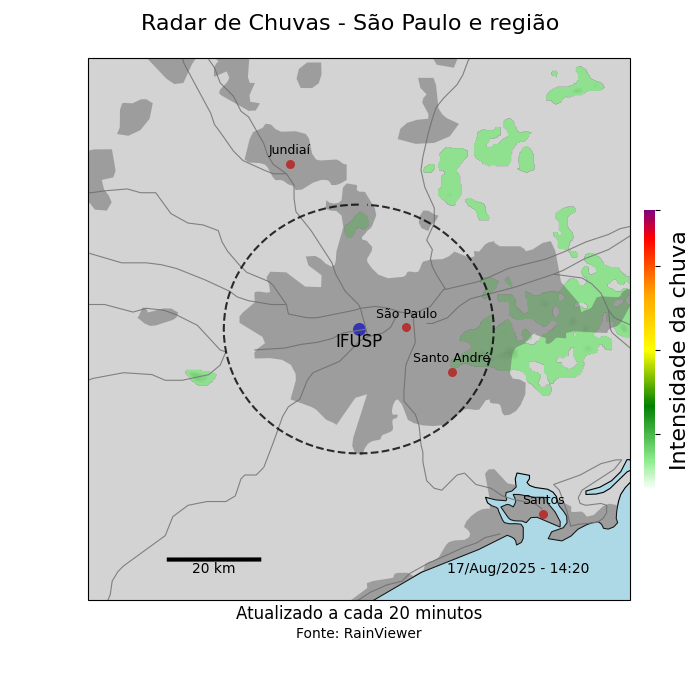 Radar de Chuvas - São Paulo e região
Jundiaí
São Paulo
IFUSP
Santo André
Santos
20 km
17/Aug/2025 - 14:20
Intensidade da chuva
Atualizado a cada 20 minutos
Fonte: RainViewer